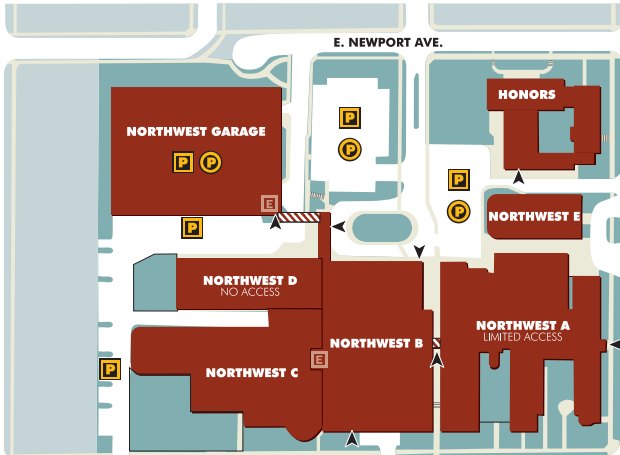 E. NEWPORT AVE.
HONORS
P
NORTHWEST GARAGE
P
P P
P
E
P
NORTHWEST E
P
NORTHWEST D
NO ACCESS
NORTHWEST A
LIMITED ACCESS
NORTHWEST B
E
P
NORTHWEST C